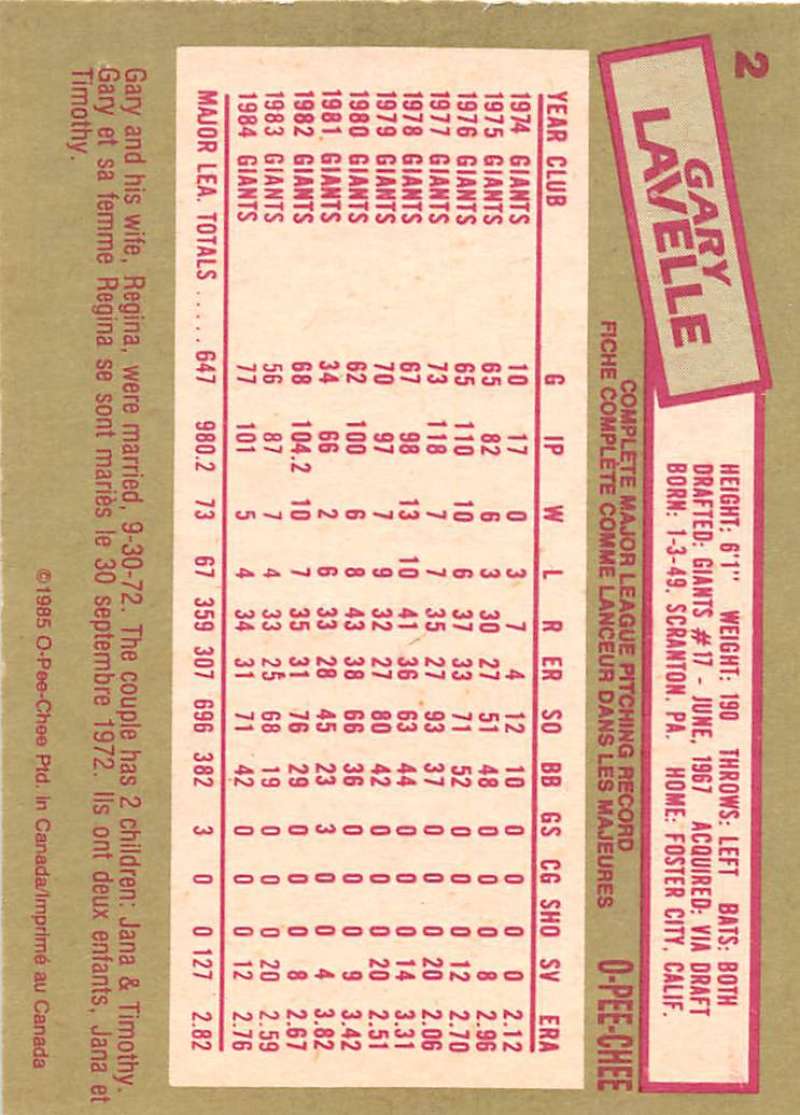 2
GARY
LAVELLE
HEIGHT: 6'1" WEIGHT: 190 THROWS: LEFT BATS: BOTH
DRAFTED: GIANTS #17 - JUNE, 1967 ACQUIRED: VIA DRAFT
BORN: 1-3-49, SCRANTON, PA. HOME: FOSTER CITY, CALIF.
COMPLETE MAJOR LEAGUE PITCHING RECORD
FICHE COMPLÈTE COMME LANCEUR DANS LES MAJEURES
O-PEE-CHEE
YEAR CLUB G IP W L R ER SO BB GS CG SHO SV ERA
1974 GIANTS 10 17 0 3 7 4 12 10 0 0 0 0 2.12
1975 GIANTS 65 82 6 3 30 27 51 48 0 0 0 8 2.96
1976 GIANTS 65 110 10 6 37 33 71 52 0 0 0 12 2.70
1977 GIANTS 73 118 7 7 35 27 93 37 0 0 0 20 2.06
1978 GIANTS 67 98 13 10 41 36 63 44 0 0 0 14 3.31
1979 GIANTS 70 97 7 9 32 27 80 42 0 0 0 20 2.51
1980 GIANTS 62 100 6 8 43 38 66 36 0 0 0 9 3.42
1981 GIANTS 34 66 2 6 33 28 45 23 3 0 0 4 3.82
1982 GIANTS 68 104.2 10 7 35 31 76 29 0 0 0 8 2.67
1983 GIANTS 56 87 7 4 33 25 68 19 0 0 0 20 2.59
1984 GIANTS 77 101 5 4 34 31 71 42 0 0 0 12 2.76
MAJOR LEA. TOTALS ..... 647 980.2 73 67 359 307 696 382 3 0 0 127 2.82
Gary and his wife, Regina, were married, 9-30-72. The couple has 2 children: Jana & Timothy.
Gary et sa femme Regina se sont mariès le 30 septembre 1972. Ils ont deux enfants, Jana et
Timothy.
©1985 O-Pee-Chee Ptd. in Canada/Imprimé au Canada